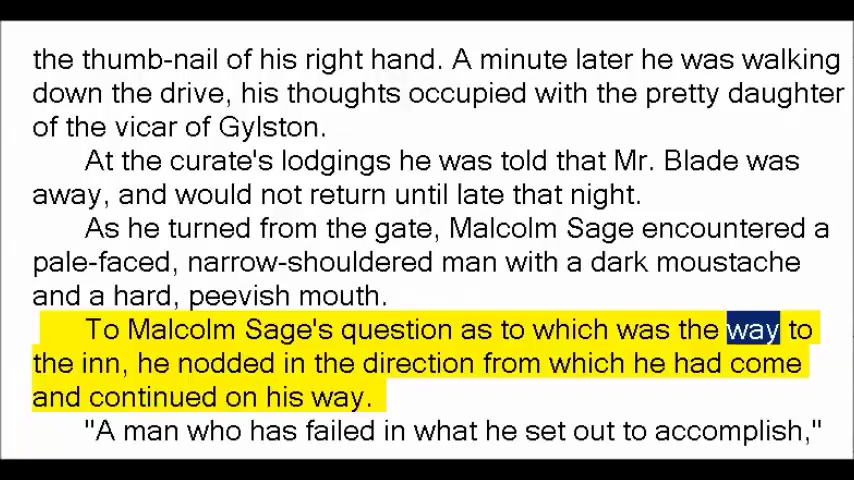 the thumb-nail of his right hand. A minute later he was walking
down the drive, his thoughts occupied with the pretty daughter
of the vicar of Gylston.
At the curate's lodgings he was told that Mr. Blade was
away, and would not return until late that night.
As he turned from the gate, Malcolm Sage encountered a
pale-faced, narrow-shouldered man with a dark moustache
and a hard, peevish mouth.
To Malcolm Sage's question as to which was the way to
the inn, he nodded in the direction from which he had come
and continued on his way.
"A man who has failed in what he set out to accomplish,"